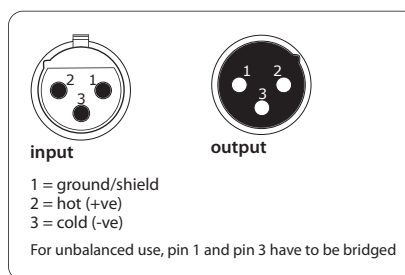 2 1
3
input
1 2
3
output
1 = ground/shield
2 = hot (+ve)
3 = cold (-ve)
For unbalanced use, pin 1 and pin 3 have to be bridged